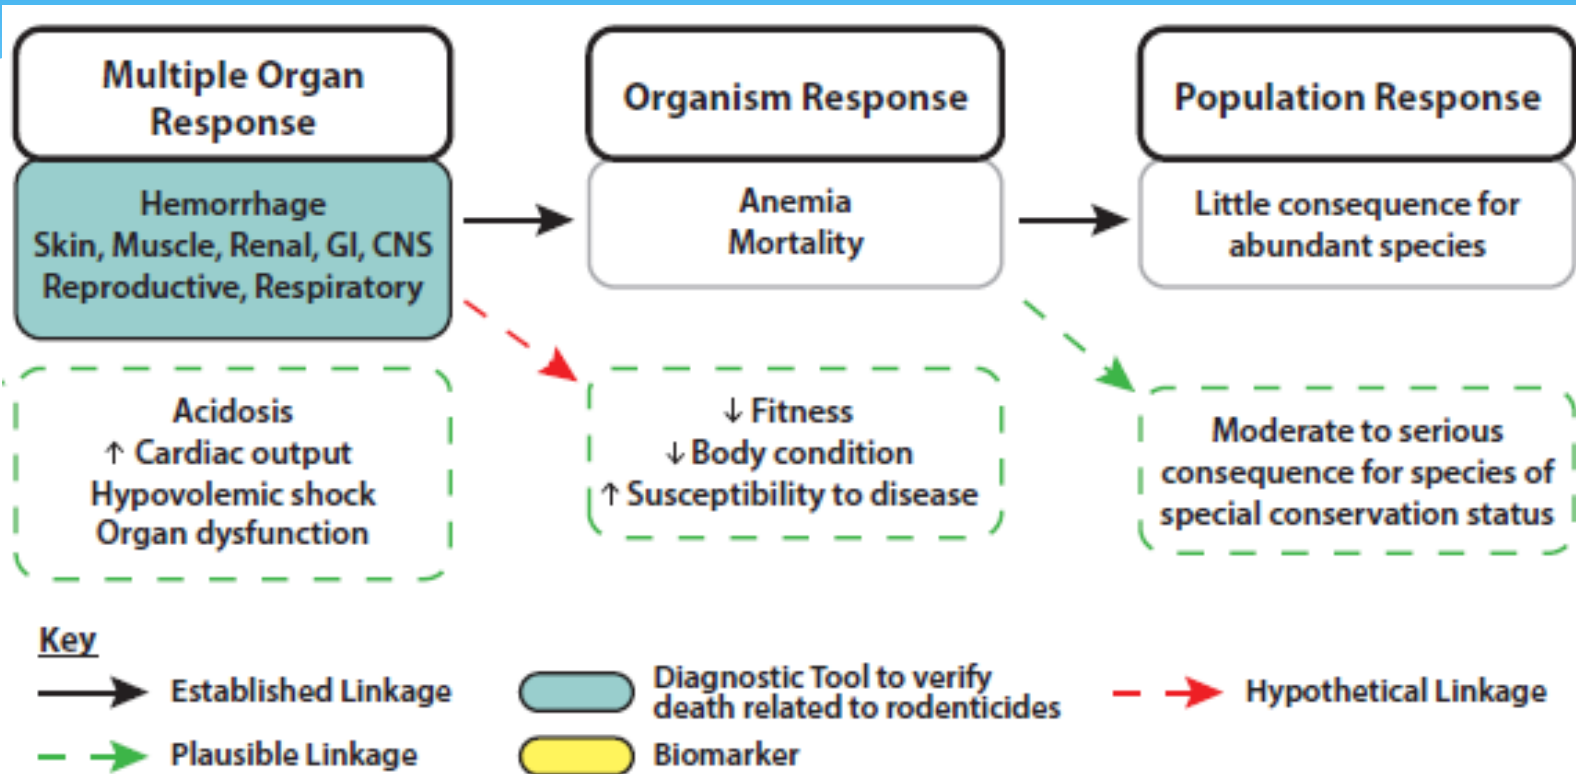 Multiple Organ
Response
Organism Response
Population Response
Hemorrhage
Skin, Muscle, Renal, GI, CNS
Reproductive, Respiratory
Anemia
Mortality
Little consequence for
abundant species
Acidosis
↑ Cardiac output
Hypovolemic shock
Organ dysfunction
↓ Fitness
↓ Body condition
↑ Susceptibility to disease
Moderate to serious
consequence for species of
special conservation status
Key
Established Linkage
Diagnostic Tool to verify
death related to rodenticides
Hypothetical Linkage
Plausible Linkage
Biomarker